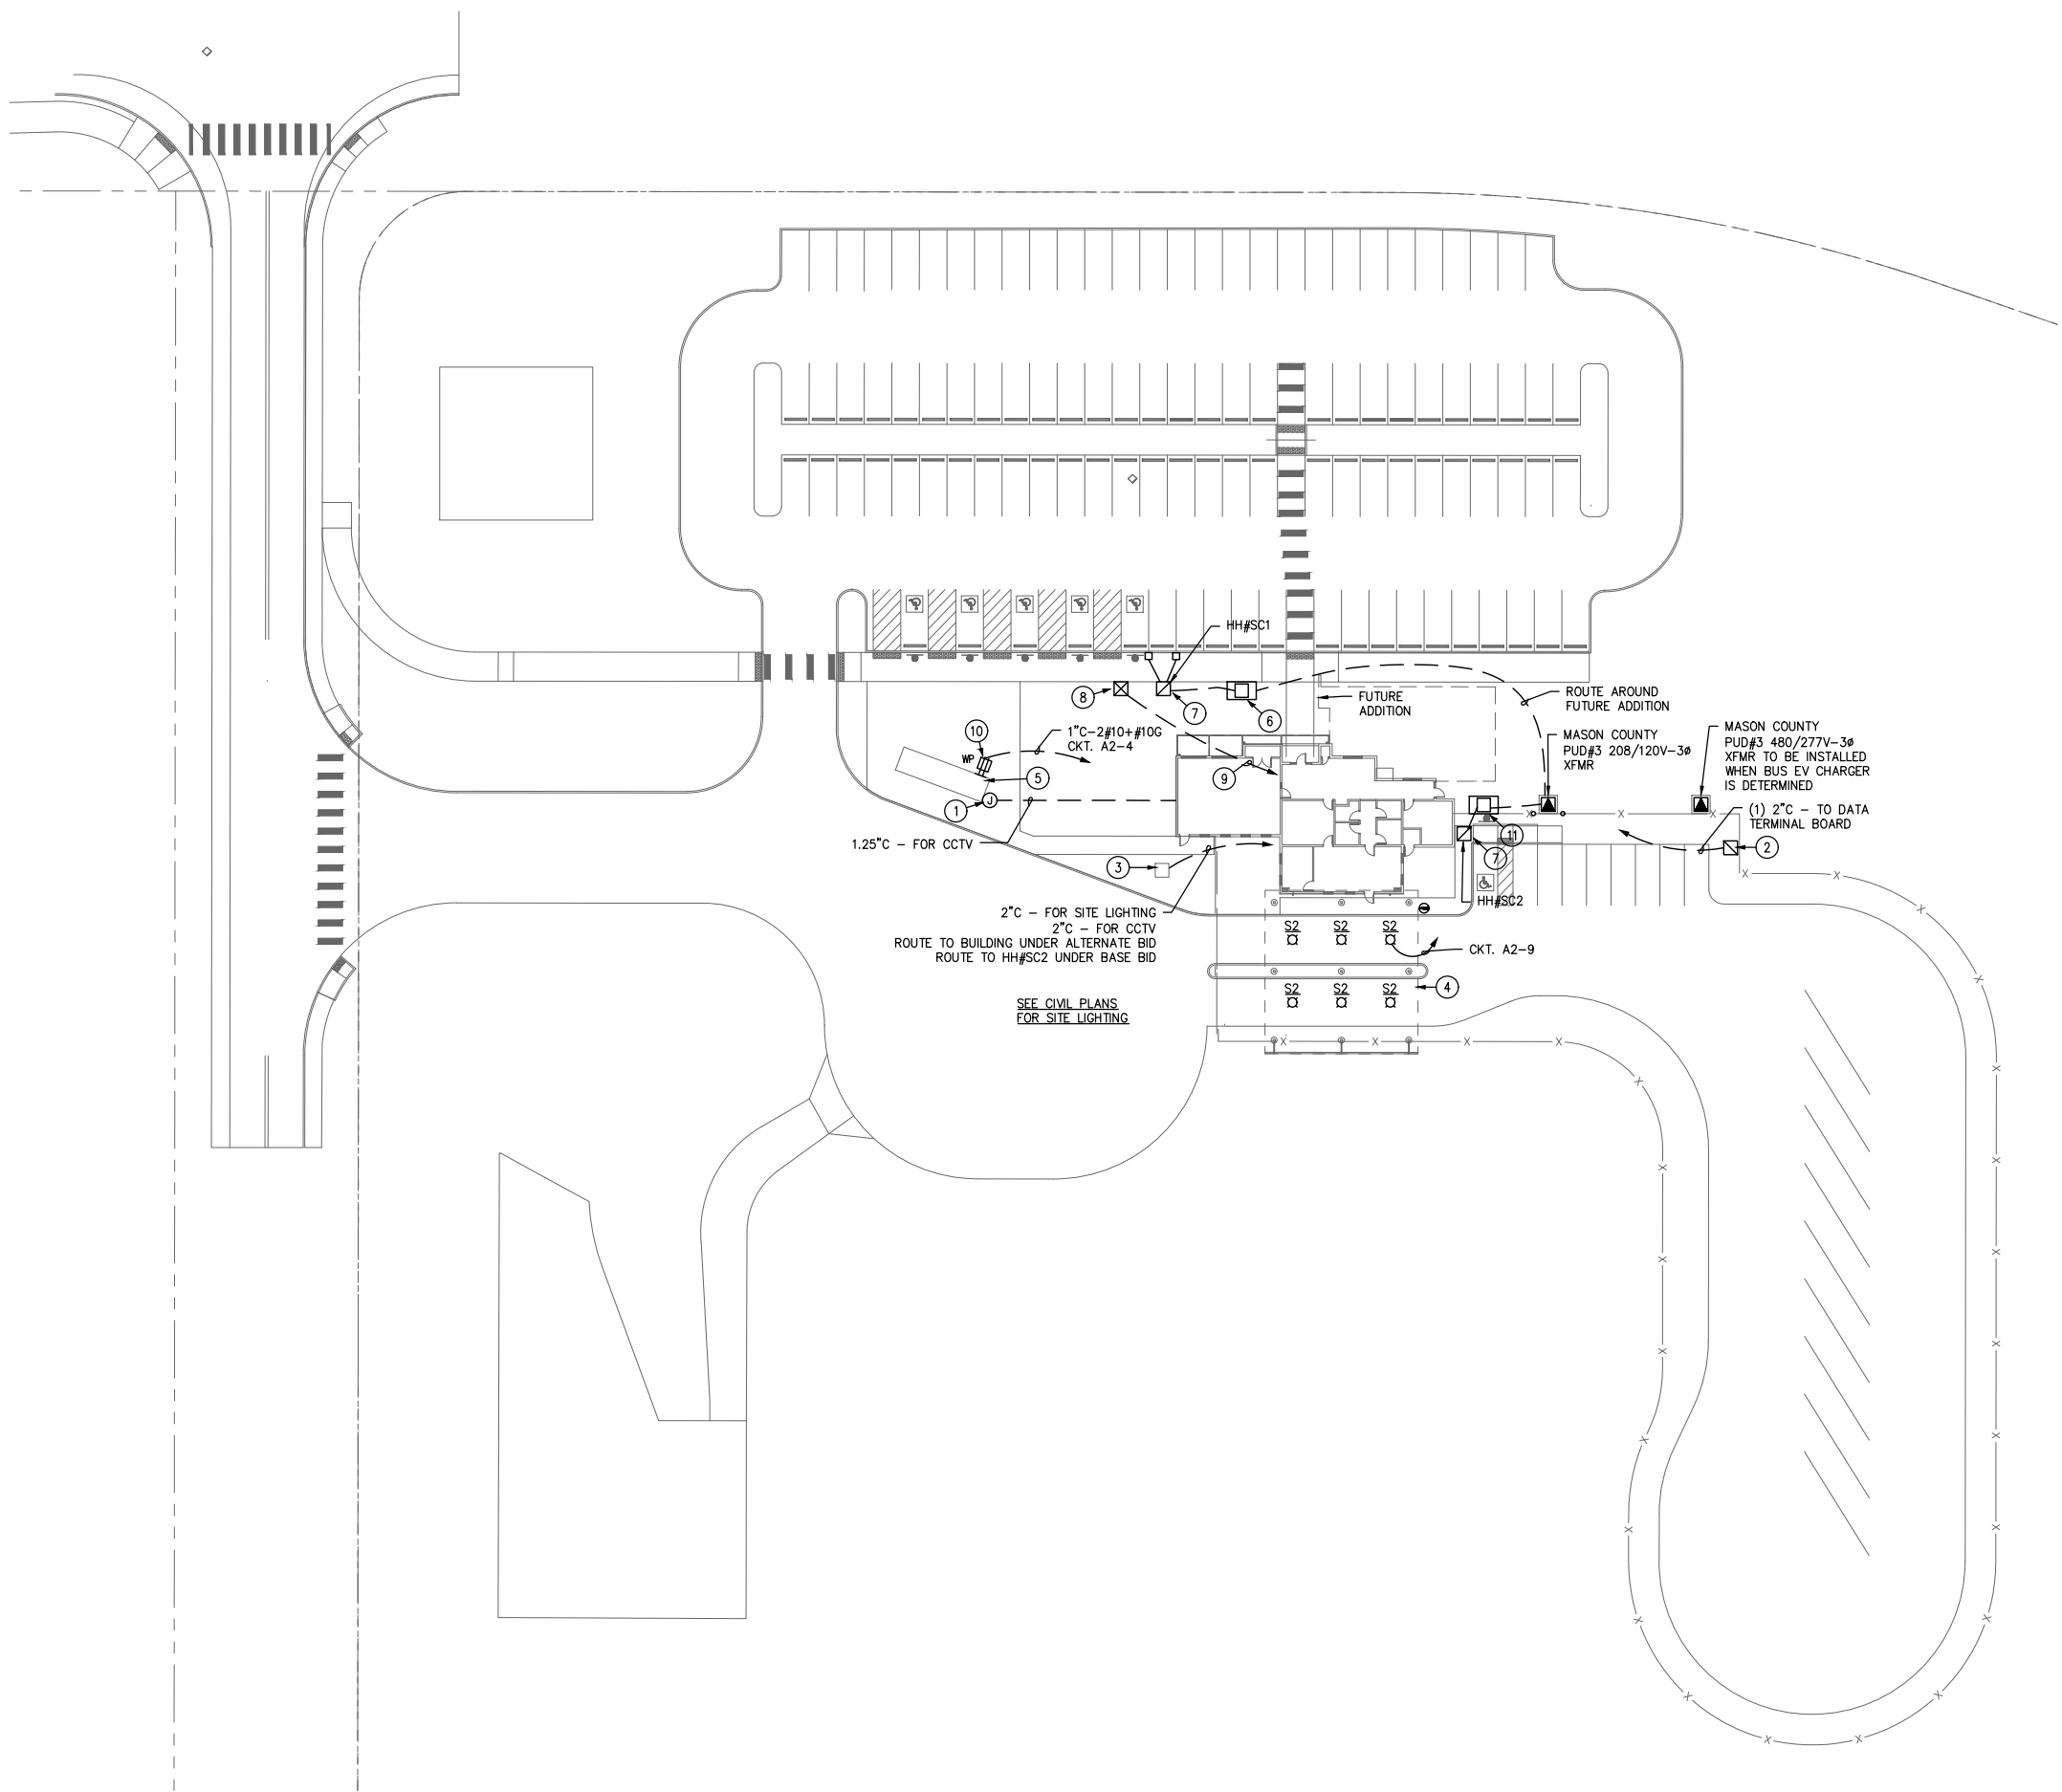 HH#SC1
8
7
6
FUTURE
ADDITION
ROUTE AROUND
FUTURE ADDITION
10
1"C-2#10+#10G
CKT. A2-4
WP
5
9
1
J
MASON COUNTY
PUD#3 208/120V-3ø
XFMR
MASON COUNTY
PUD#3 480/277V-3ø
XFMR TO BE INSTALLED
WHEN BUS EV CHARGER
IS DETERMINED
(1) 2"C - TO DATA
TERMINAL BOARD
1.25"C - FOR CCTV
3
11
7
2
HH#SC2
2"C - FOR SITE LIGHTING
2"C - FOR CCTV
ROUTE TO BUILDING UNDER ALTERNATE BID
ROUTE TO HH#SC2 UNDER BASE BID
S2 S2 S2
CKT. A2-9
S2 S2 S2
4
SEE CIVIL PLANS
FOR SITE LIGHTING